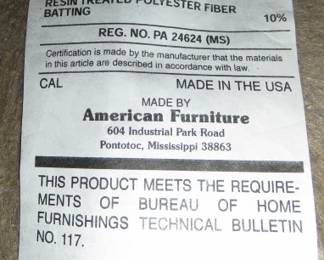 RESIN TREATED POLYESTER FIBER
BATTING 10%
REG. NO. PA 24624 (MS)
Certification is made by the manufacturer that the materials
in this article are described in accordance with law.
CAL MADE IN THE USA
MADE BY
American Furniture
604 Industrial Park Road
Pontotoc, Mississippi 38863
THIS PRODUCT MEETS THE REQUIRE-
MENTS OF BUREAU OF HOME
FURNISHINGS TECHNICAL BULLETIN
NO. 117.